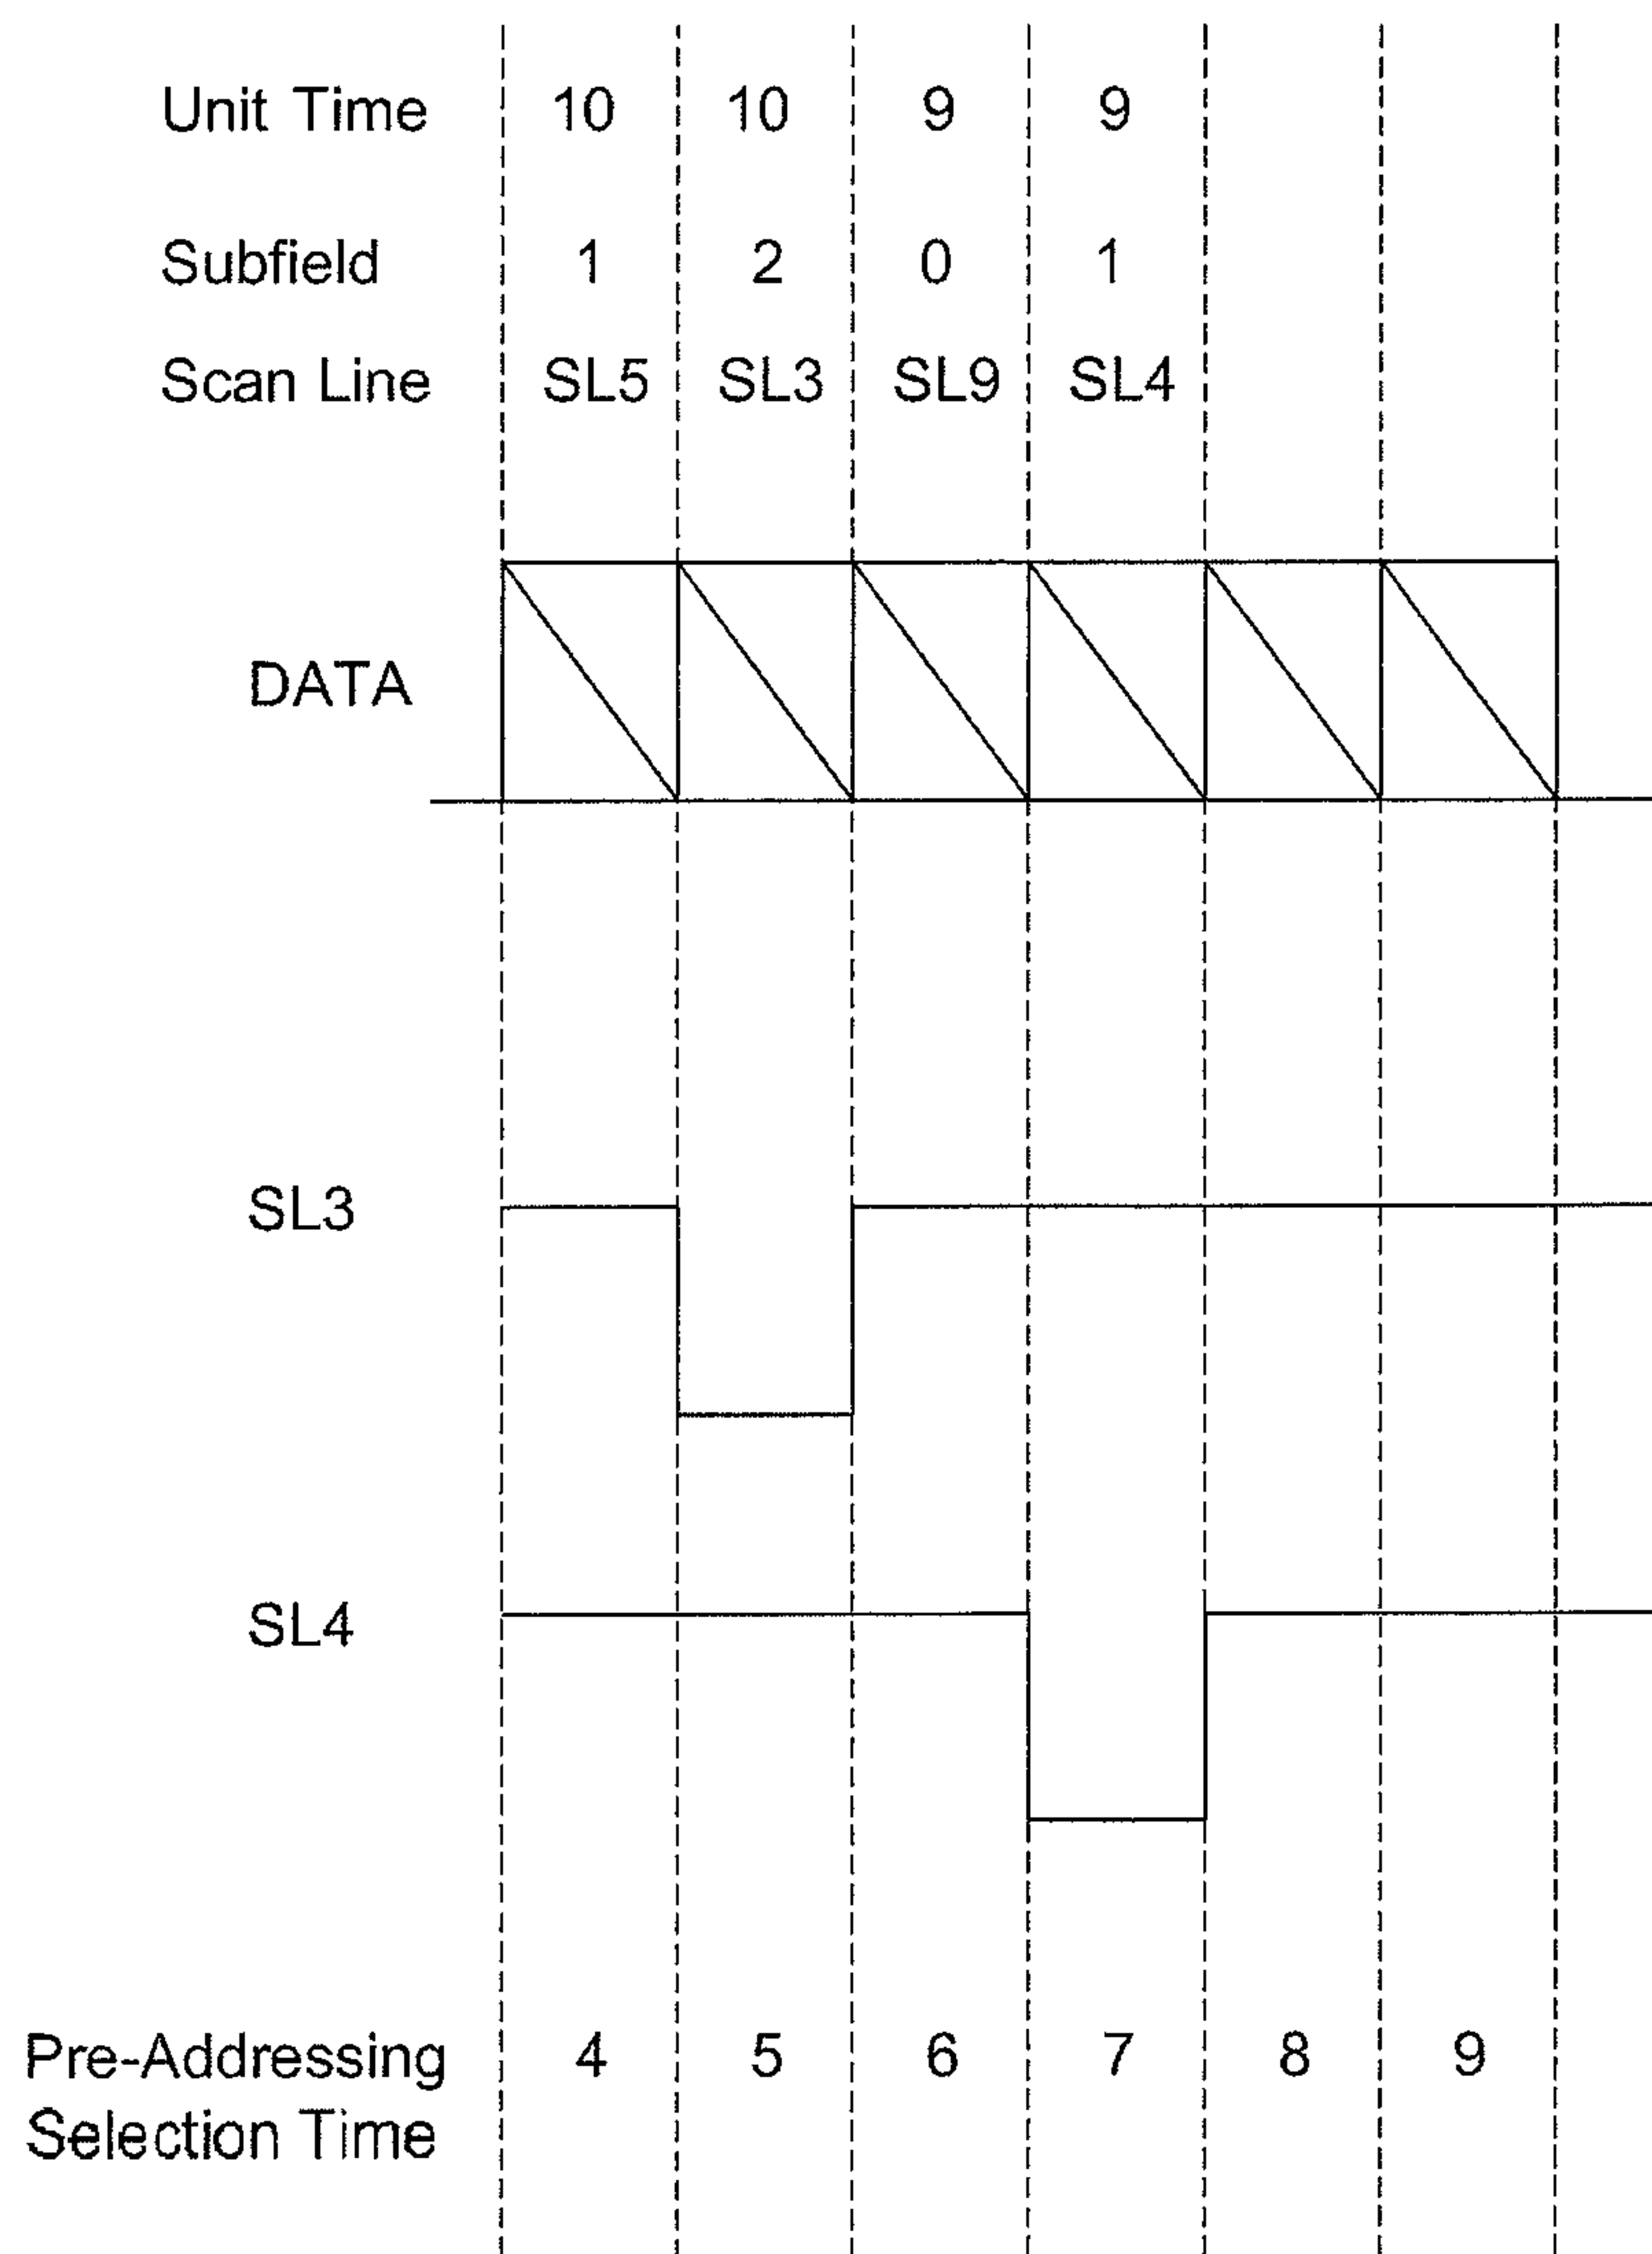 Unit Time 10 10 9 9
Subfield 1 2 0 1
Scan Line SL5 SL3 SL9 SL4
DATA
SL3
SL4
Pre-Addressing 4 5 6 7 8 9
Selection Time